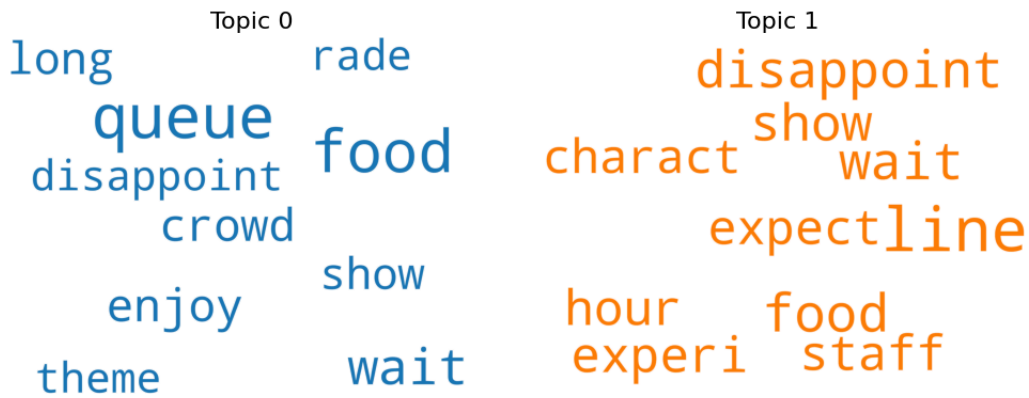 Topic 0
long
rade
queue
food
disappoint
crowd
show
enjoy
theme
wait
Topic 1
disappoint
show
charact
wait
expect
line
hour
food
experi
staff